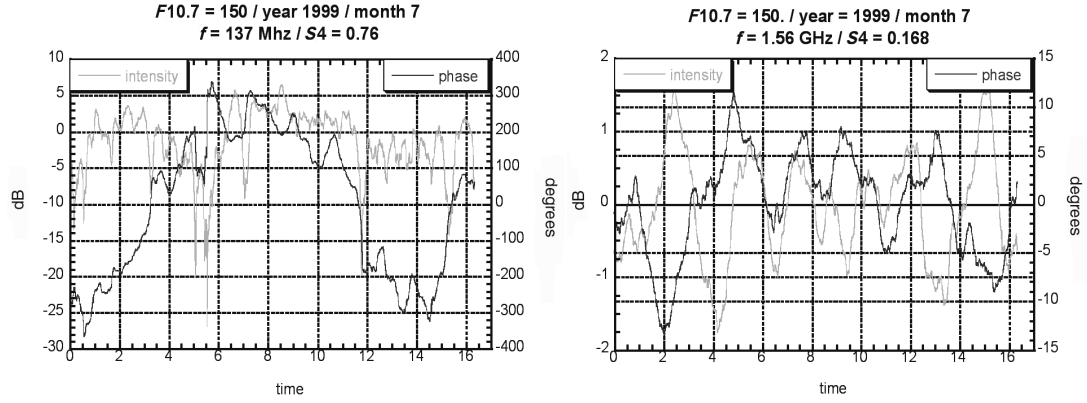 F10.7 = 150 / year 1999 / month 7
f = 137 Mhz / S4 = 0.76
intensity
phase
10
5
0
-5
-10
-15
-20
-25
-30
400
300
200
100
0
-100
-200
-300
-400
dB
degrees
0 2 4 6 8 10 12 14 16
time
F10.7 = 150. / year = 1999 / month 7
f = 1.56 GHz / S4 = 0.168
intensity
phase
2
1
0
-1
-2
15
10
5
0
-5
-10
-15
dB
degrees
0 2 4 6 8 10 12 14 16
time